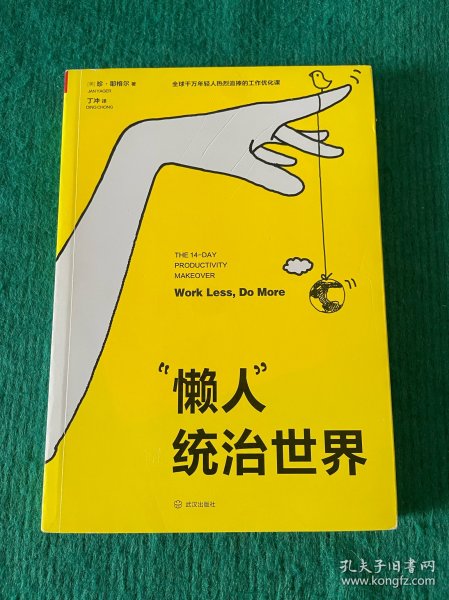 [美] 珍·耶格尔 著
JAN YAGER
丁冲 译
DING CHONG
全球千万年轻人热烈追捧的工作优化课
THE 14-DAY
PRODUCTIVITY
MAKEOVER
Work Less, Do More
“懒人”
统治世界
武汉出版社
孔夫子旧书网
www.kongfz.com